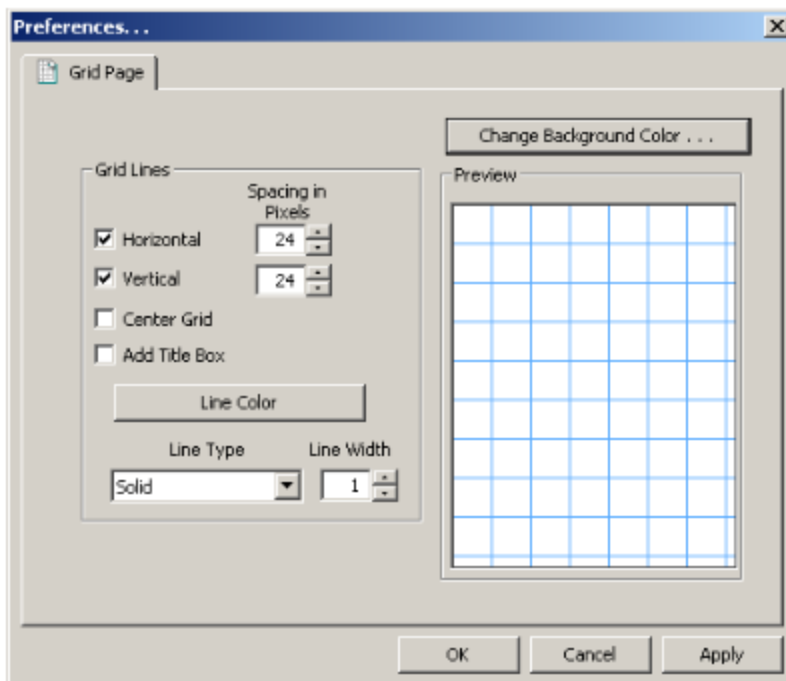 Preferences. . .
Grid Page
Change Background Color . . .
Grid Lines
Spacing in
Pixels
Horizontal 24
Vertical 24
Center Grid
Add Title Box
Line Color
Line Type Line Width
Solid 1
Preview
OK Cancel Apply